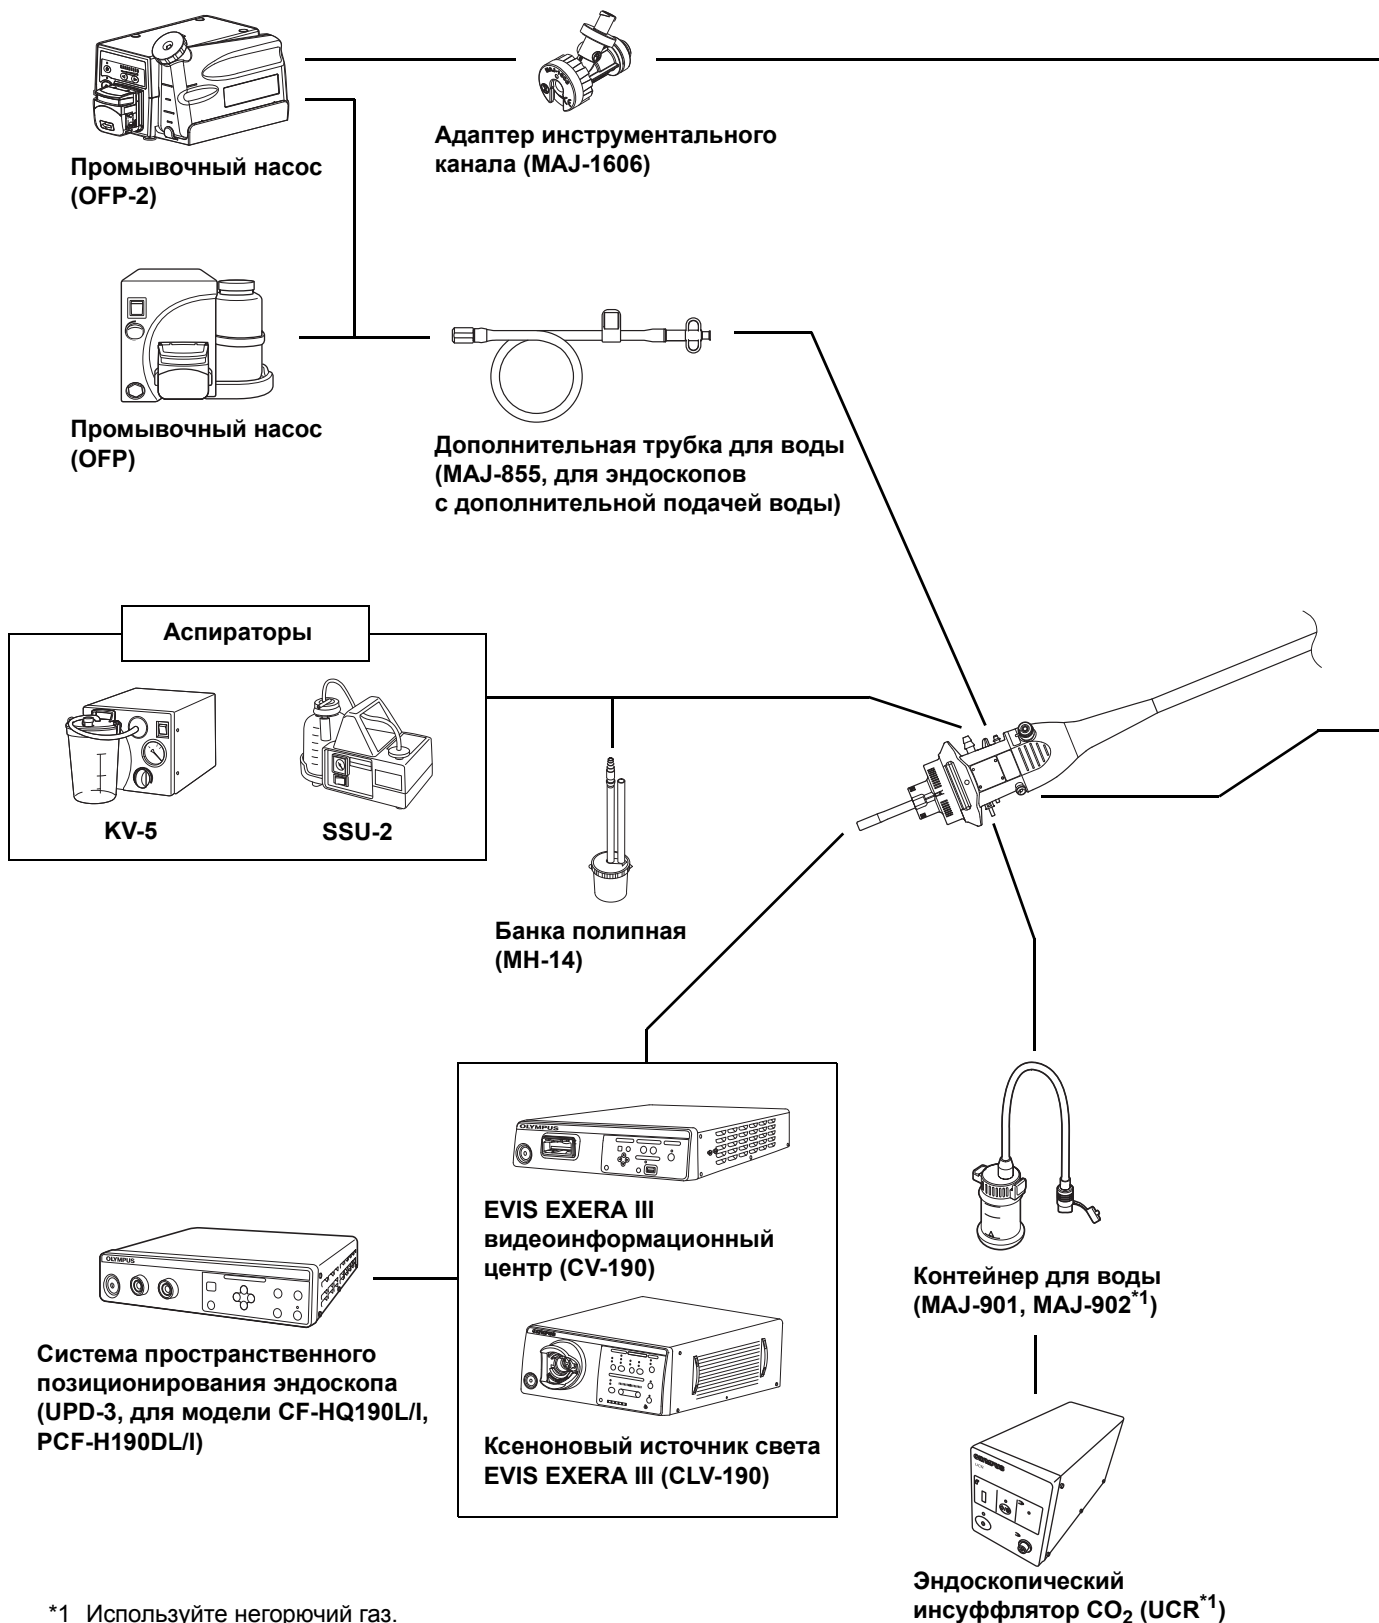 Адаптер инструментального
канала (MAJ-1606)
Промывочный насос
(OFP-2)
Промывочный насос
(OFP)
Дополнительная трубка для воды
(MAJ-855, для эндоскопов
с дополнительной подачей воды)
Аспираторы
KV-5
SSU-2
Банка полипная
(MH-14)
OLYMPUS
EVIS EXERA III
видеоинформационный
центр (CV-190)
OLYMPUS
Система пространственного
позиционирования эндоскопа
(UPD-3, для модели CF-HQ190L/I,
PCF-H190DL/I)
OLYMPUS
Ксеноновый источник света
EVIS EXERA III (CLV-190)
Контейнер для воды
(MAJ-901, MAJ-902*1)
OLYMPUS
UCR
Эндоскопический
инсуффлятор CO2 (UCR*1)
*1 Используйте негорючий газ.